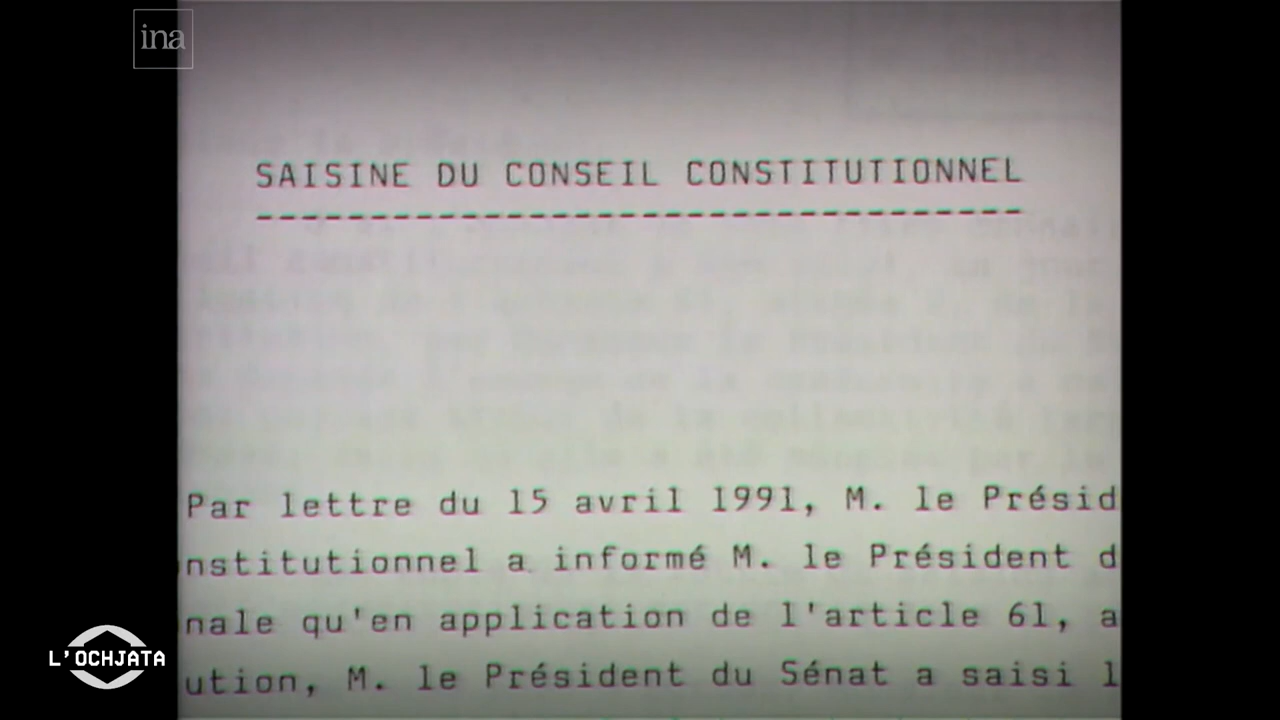 ina
SAISINE DU CONSEIL CONSTITUTIONNEL
Par lettre du 15 avril 1991, M. le Présid
nstitutionnel a informé M. le Président d
nale qu'en application de l'article 61, a
ution, M. le Président du Sénat a saisi l
L'OCHJATA